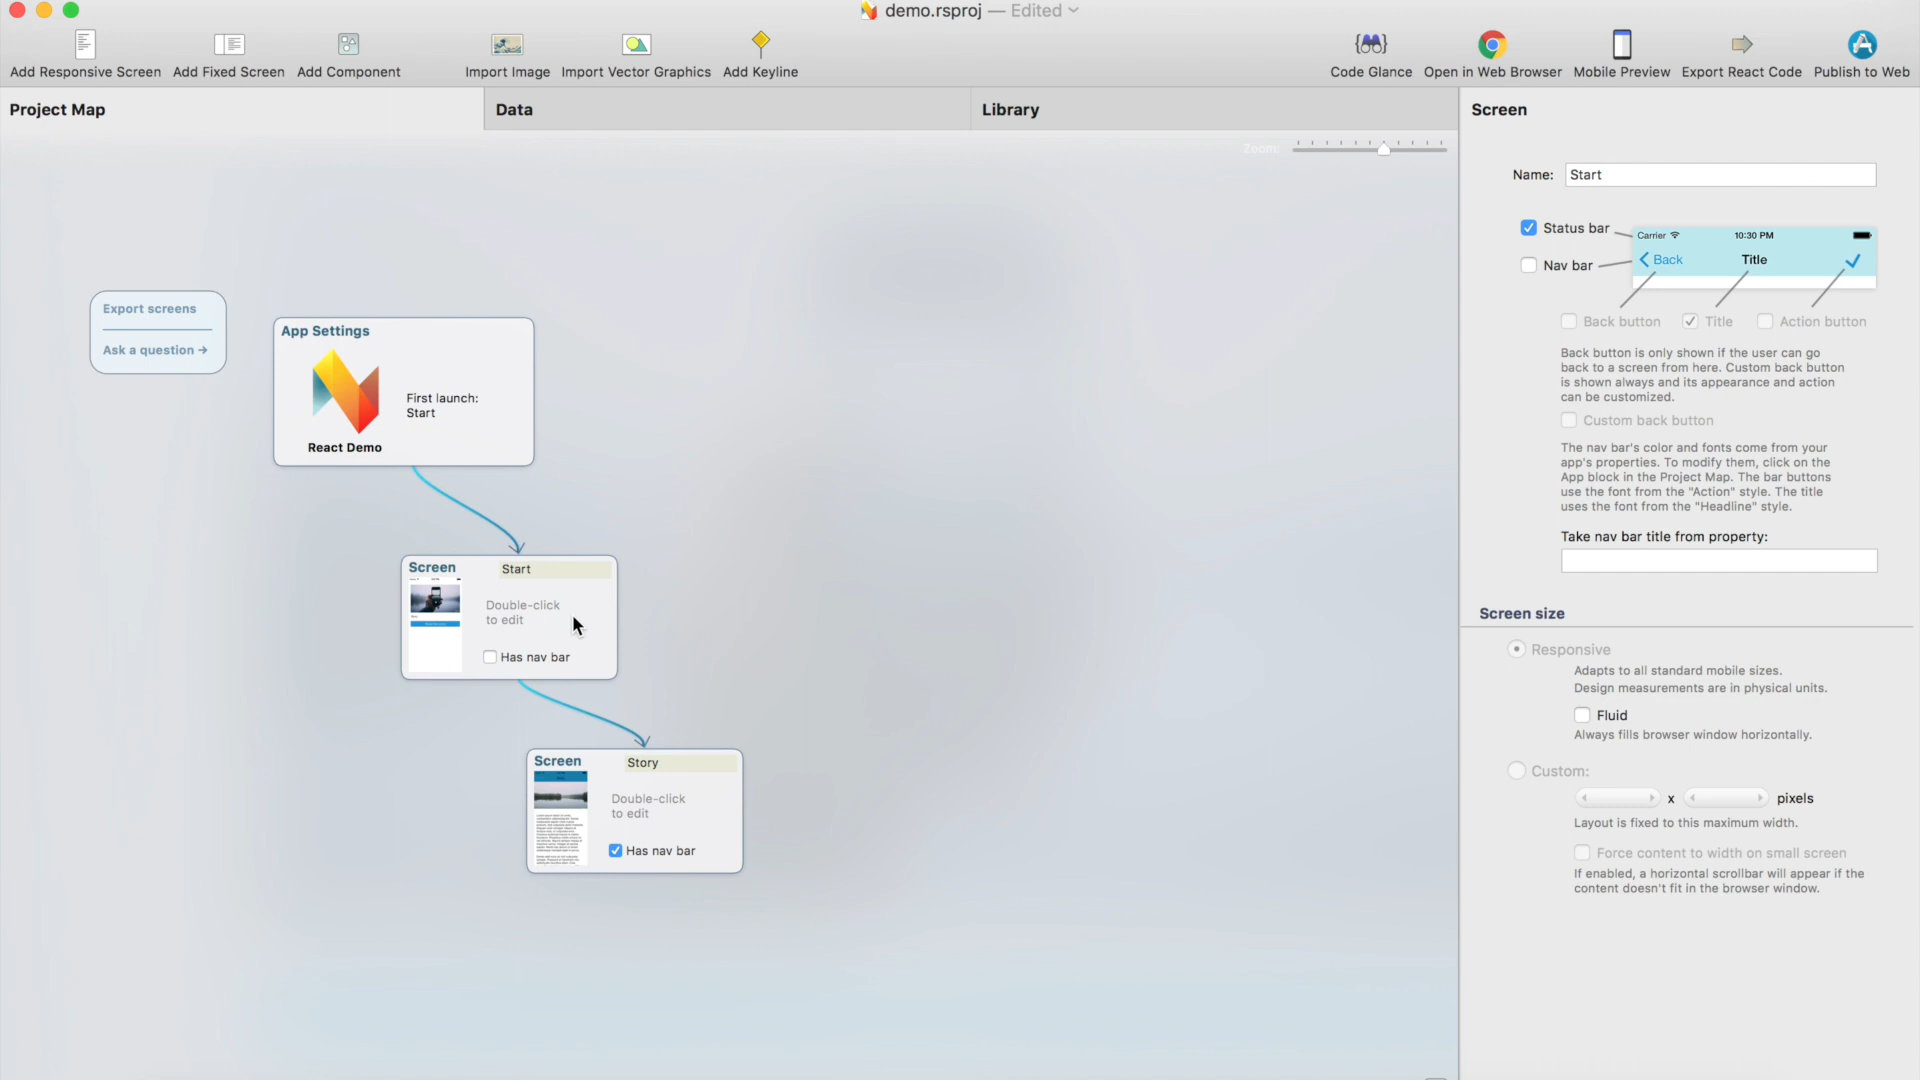 demo.rsproj — Edited
Add Responsive Screen
Add Fixed Screen
Add Component
Import Image
Import Vector Graphics
Add Keyline
Code Glance
Open in Web Browser
Mobile Preview
Export React Code
Publish to Web
Project Map
Data
Library
Screen
Zoom:
Export screens
Ask a question →
App Settings
First launch:
Start
React Demo
Screen
Start
Double-click
to edit
Has nav bar
Screen
Story
Double-click
to edit
Has nav bar
Name:
Start
Status bar
Carrier
10:30 PM
Nav bar
Back
Title
Back button
Title
Action button
Back button is only shown if the user can go
back to a screen from here. Custom back button
is shown always and its appearance and action
can be customized.
Custom back button
The nav bar's color and fonts come from your
app's properties. To modify them, click on the
App block in the Project Map. The bar buttons
use the font from the "Action" style. The title
uses the font from the "Headline" style.
Take nav bar title from property:
Screen size
Responsive
Adapts to all standard mobile sizes.
Design measurements are in physical units.
Fluid
Always fills browser window horizontally.
Custom:
x
pixels
Layout is fixed to this maximum width.
Force content to width on small screen
If enabled, a horizontal scrollbar will appear if the
content doesn't fit in the browser window.